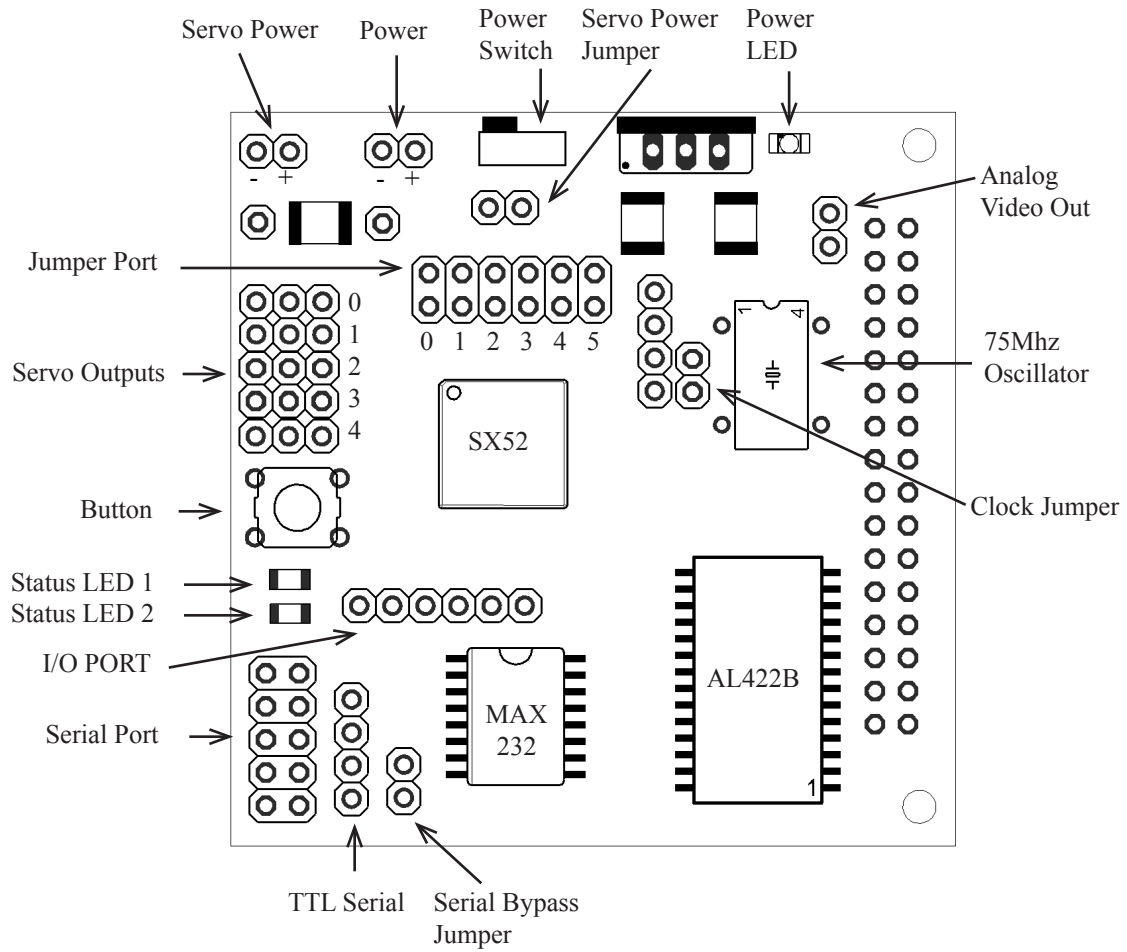 Servo Power
Power
Power
Switch
Servo Power
Jumper
Power
LED
- +
- +
Analog
Video Out
Jumper Port
0
1
2
3
4
0 1 2 3 4 5
1 4
Servo Outputs
75Mhz
Oscillator
SX52
Button
Clock Jumper
Status LED 1
Status LED 2
I/O PORT
AL422B
MAX
232
Serial Port
1
TTL Serial
Serial Bypass
Jumper